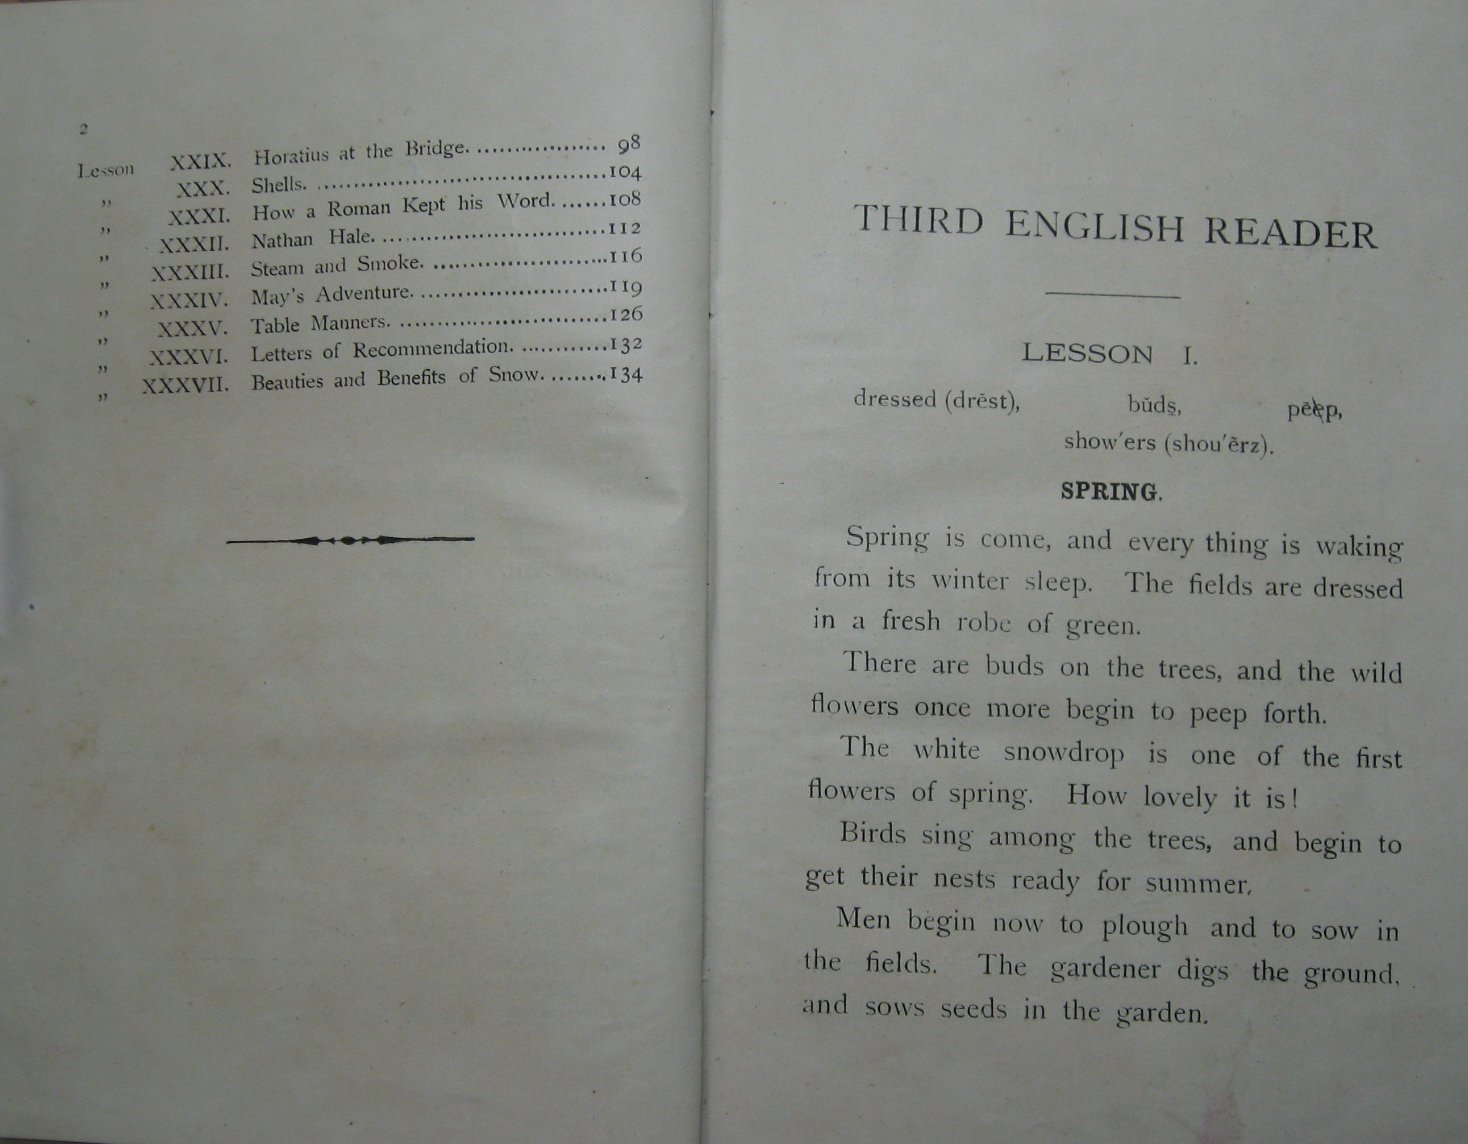 2
Lesson XXIX. Horatius at the Bridge. .................. 98
„ XXX. Shells. ........................................104
„ XXXI. How a Roman Kept his Word. ......108
„ XXXII. Nathan Hale. ...............................112
„ XXXIII. Steam and Smoke. ........................116
„ XXXIV. May's Adventure. ..........................119
„ XXXV. Table Manners. .............................126
„ XXXVI. Letters of Recommendation. ............132
„ XXXVII. Beauties and Benefits of Snow. ........134
THIRD ENGLISH READER
LESSON I.
dressed (drĕst), bŭdṣ, pēep,
show′ers (shou′ẽrz).
SPRING.
Spring is come, and every thing is waking
from its winter sleep. The fields are dressed
in a fresh robe of green.
There are buds on the trees, and the wild
flowers once more begin to peep forth.
The white snowdrop is one of the first
flowers of spring. How lovely it is!
Birds sing among the trees, and begin to
get their nests ready for summer.
Men begin now to plough and to sow in
the fields. The gardener digs the ground,
and sows seeds in the garden.